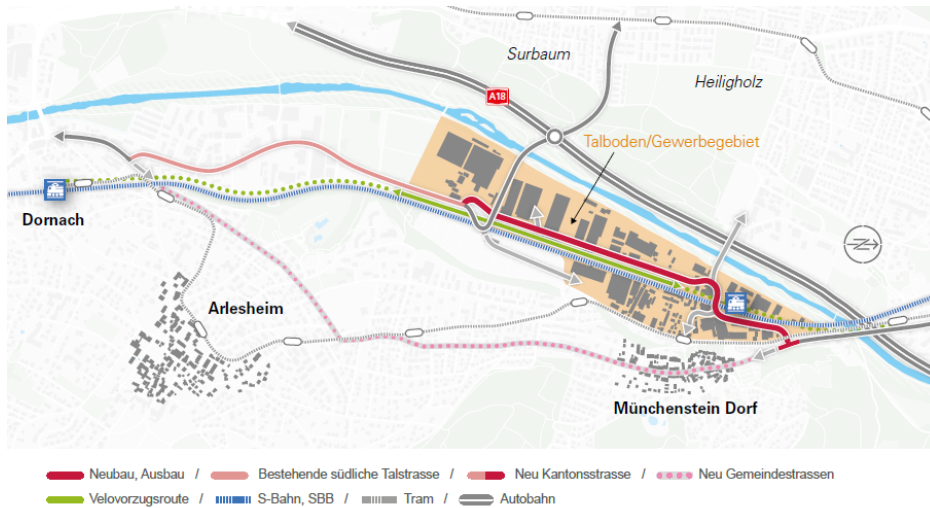 Surbaum
Heiligholz
A18
Talboden/Gewerbegebiet
Dornach
Arlesheim
Münchenstein Dorf
Neubau, Ausbau / Bestehende südliche Talstrasse / Neu Kantonsstrasse / Neu Gemeindestrassen
Velovorzugsroute / S-Bahn, SBB / Tram / Autobahn